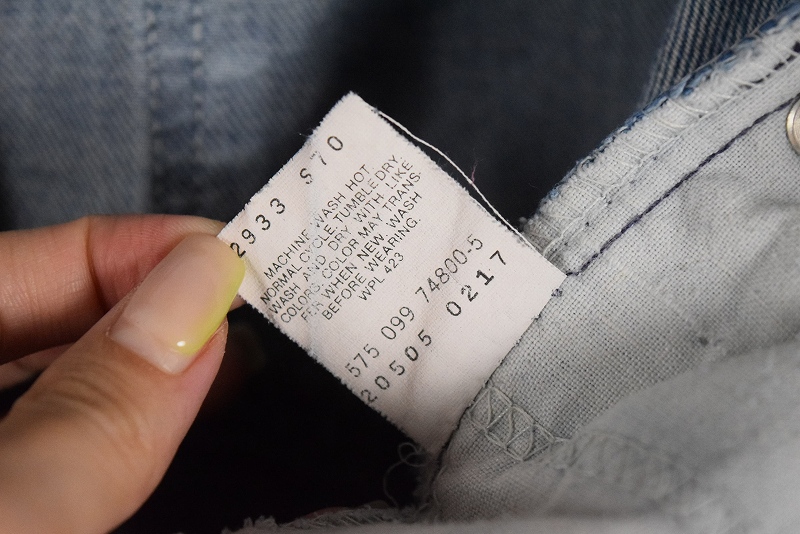 2933 S70
MACHINE WASH HOT
NORMAL CYCLE, TUMBLE DRY.
WASH AND DRY WITH LIKE
COLORS. COLOR MAY TRANS-
FER WHEN NEW. WASH
BEFORE WEARING.
WPL 423
575 099 74800-5
20505 0217